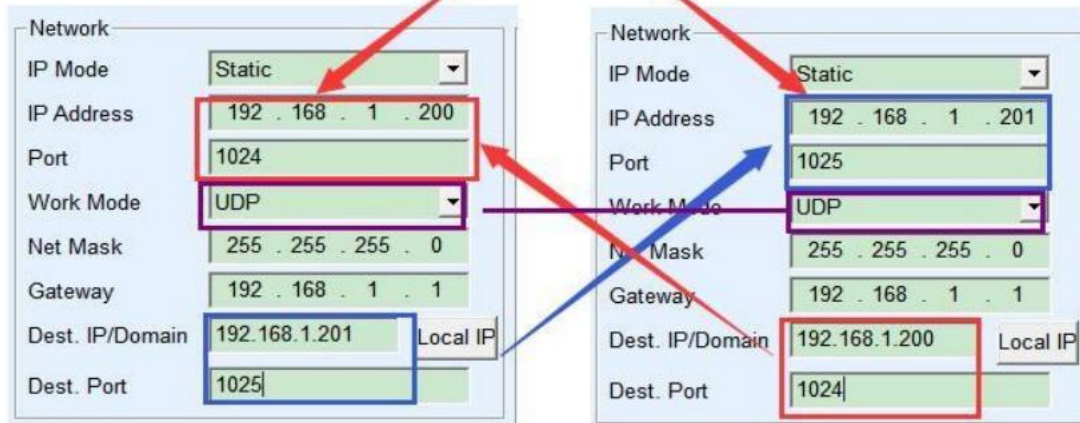 Network
IP Mode Static
IP Address 192 . 168 . 1 . 200
Port 1024
Work Mode UDP
Net Mask 255 . 255 . 255 . 0
Gateway 192 . 168 . 1 . 1
Dest. IP/Domain 192.168.1.201 Local IP
Dest. Port 1025
Network
IP Mode Static
IP Address 192 . 168 . 1 . 201
Port 1025
Work Mode UDP
Net Mask 255 . 255 . 255 . 0
Gateway 192 . 168 . 1 . 1
Dest. IP/Domain 192.168.1.200 Local IP
Dest. Port 1024